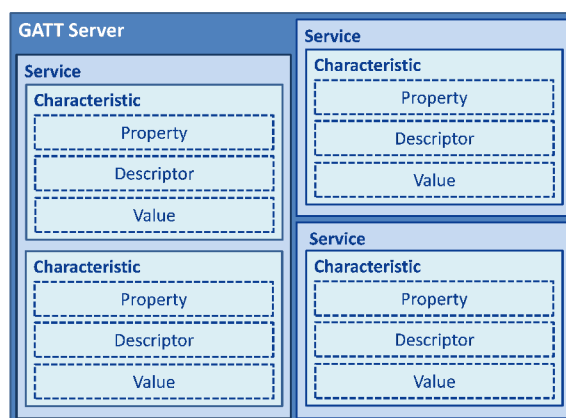 GATT Server
Service
Characteristic
Property
Descriptor
Value
Characteristic
Property
Descriptor
Value
Service
Characteristic
Property
Descriptor
Value
Service
Characteristic
Property
Descriptor
Value